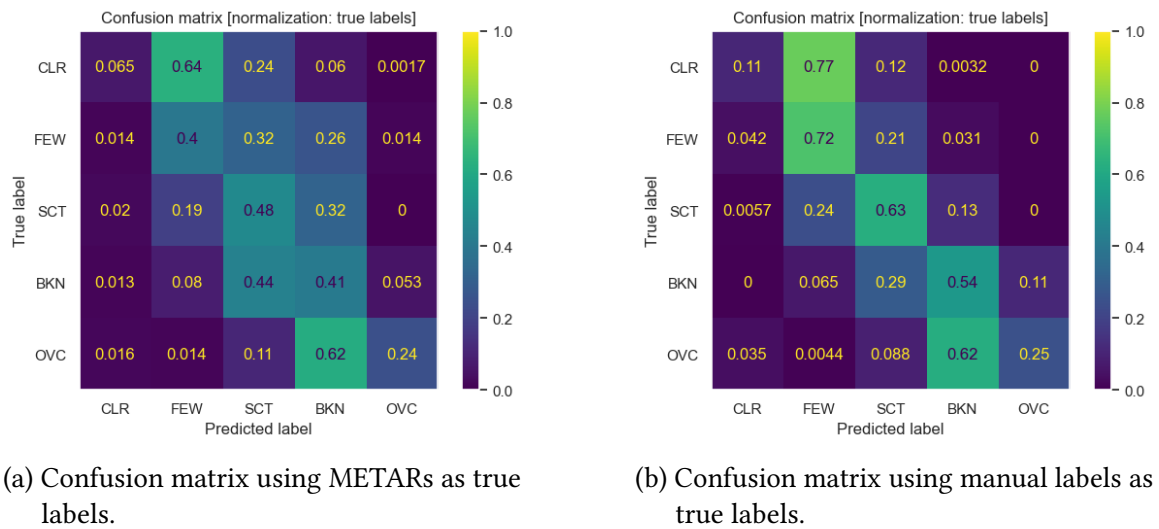 Confusion matrix [normalization: true labels]
CLR 0.065 0.64 0.24 0.06 0.0017
FEW 0.014 0.4 0.32 0.26 0.014
SCT 0.02 0.19 0.48 0.32 0
BKN 0.013 0.08 0.44 0.41 0.053
OVC 0.016 0.014 0.11 0.62 0.24
CLR FEW SCT BKN OVC
Predicted label
True label
1.0
0.8
0.6
0.4
0.2
0.0
(a) Confusion matrix using METARs as true
labels.
Confusion matrix [normalization: true labels]
CLR 0.11 0.77 0.12 0.0032 0
FEW 0.042 0.72 0.21 0.031 0
SCT 0.0057 0.24 0.63 0.13 0
BKN 0 0.065 0.29 0.54 0.11
OVC 0.035 0.0044 0.088 0.62 0.25
CLR FEW SCT BKN OVC
Predicted label
True label
1.0
0.8
0.6
0.4
0.2
0.0
(b) Confusion matrix using manual labels as
true labels.